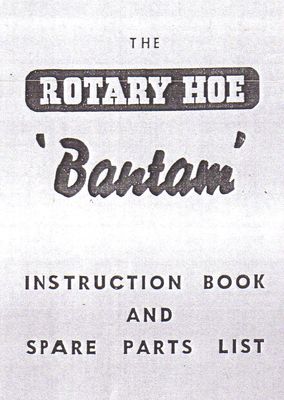 THE
ROTARY HOE
'Bantam'
INSTRUCTION BOOK
AND
SPARE PARTS LIST